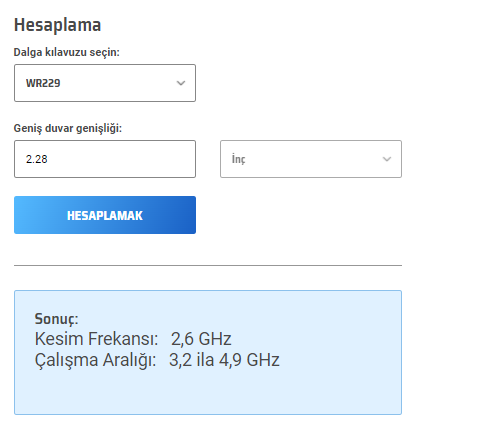 Hesaplama
Dalga kılavuzu seçin:
WR229
Geniş duvar genişliği:
2.28
İnç
HESAPLAMAK
Sonuç:
Kesim Frekansı: 2,6 GHz
Çalışma Aralığı: 3,2 ila 4,9 GHz